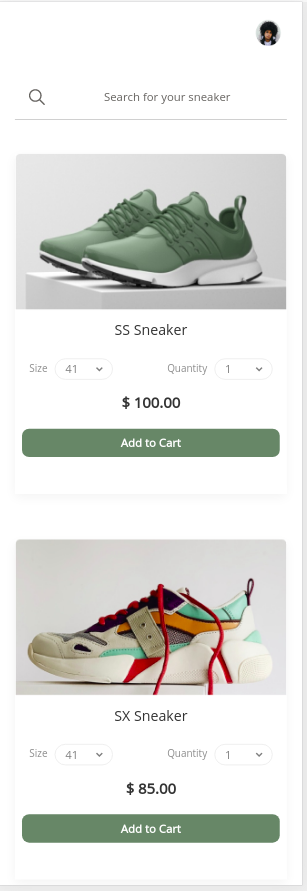 Search for your sneaker
SS Sneaker
Size 41 Quantity 1
$ 100.00
Add to Cart
SX Sneaker
Size 41 Quantity 1
$ 85.00
Add to Cart